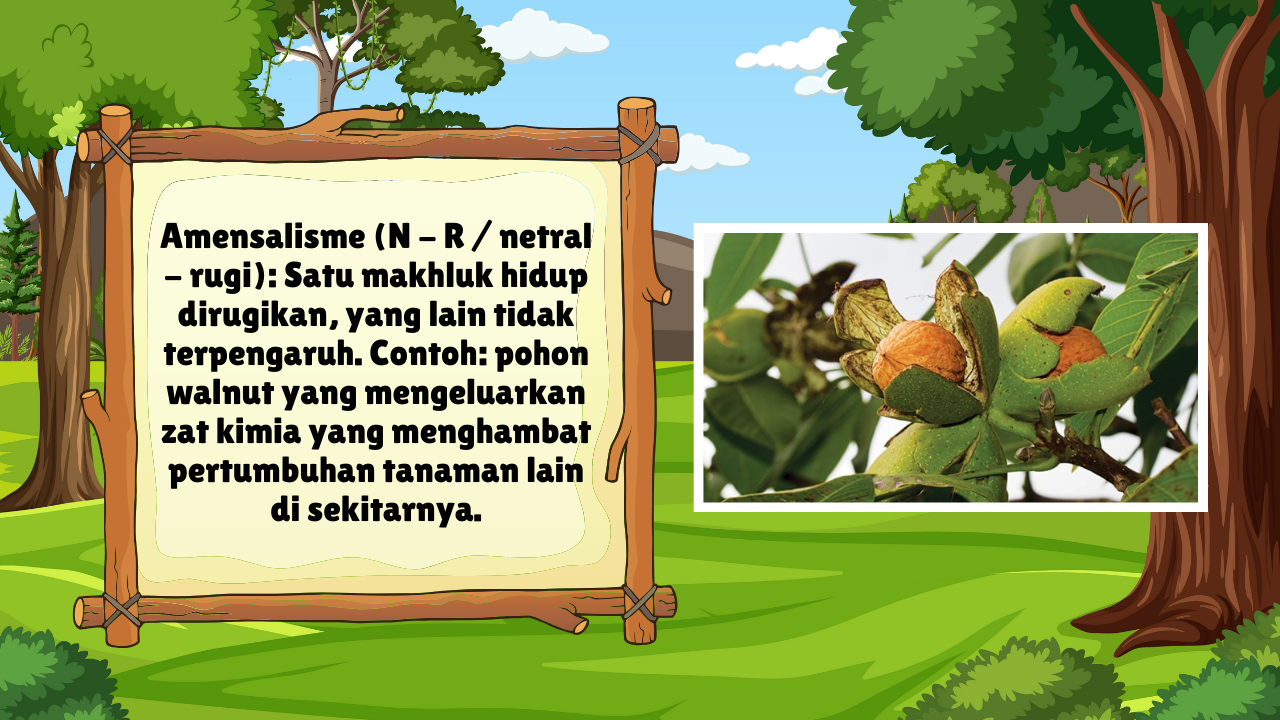 Amensalisme (N – R / netral
– rugi): Satu makhluk hidup
dirugikan, yang lain tidak
terpengaruh. Contoh: pohon
walnut yang mengeluarkan
zat kimia yang menghambat
pertumbuhan tanaman lain
di sekitarnya.